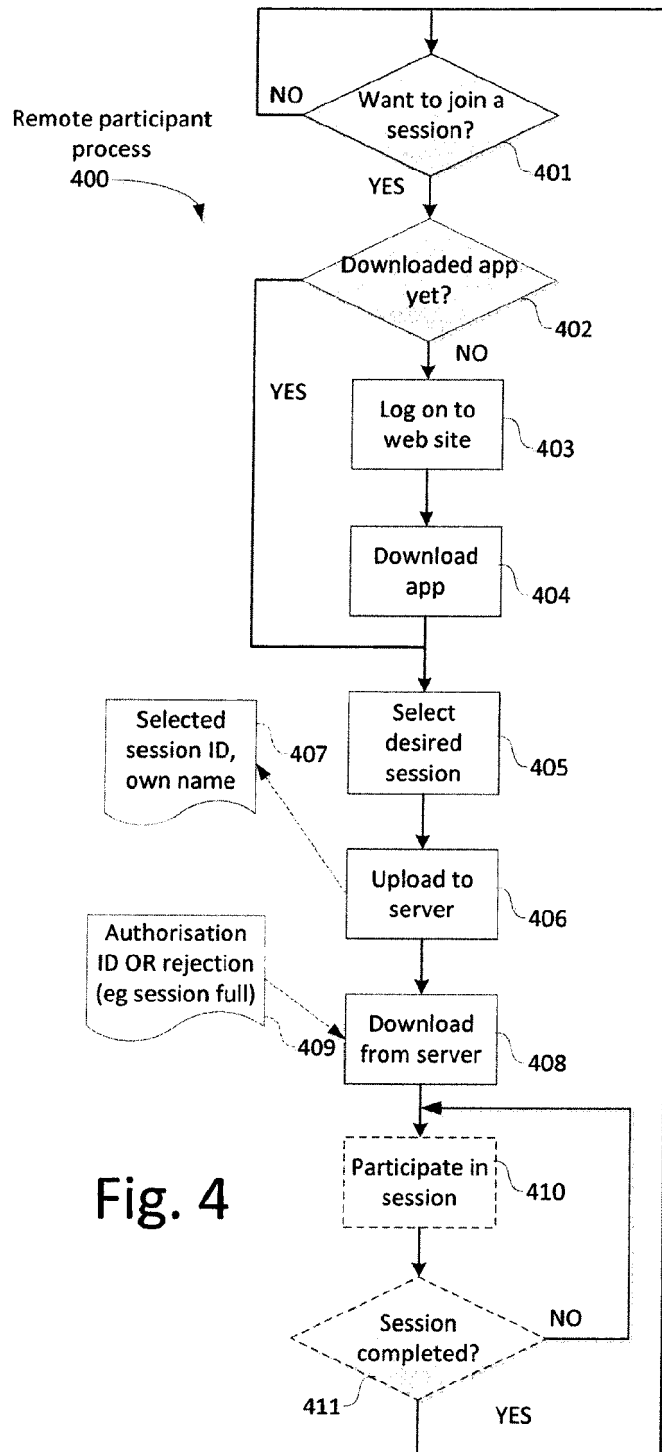 NO
Want to join a
session?
401
Remote participant
process
400
YES
Downloaded app
yet?
402
NO
YES
Log on to
web site
403
Download
app
404
Selected
session ID,
own name
407
Select
desired
session
405
Upload to
server
406
Authorisation
ID OR rejection
(eg session full)
409
Download
from server
408
Participate in
session
410
Fig. 4
Session
completed?
NO
411
YES